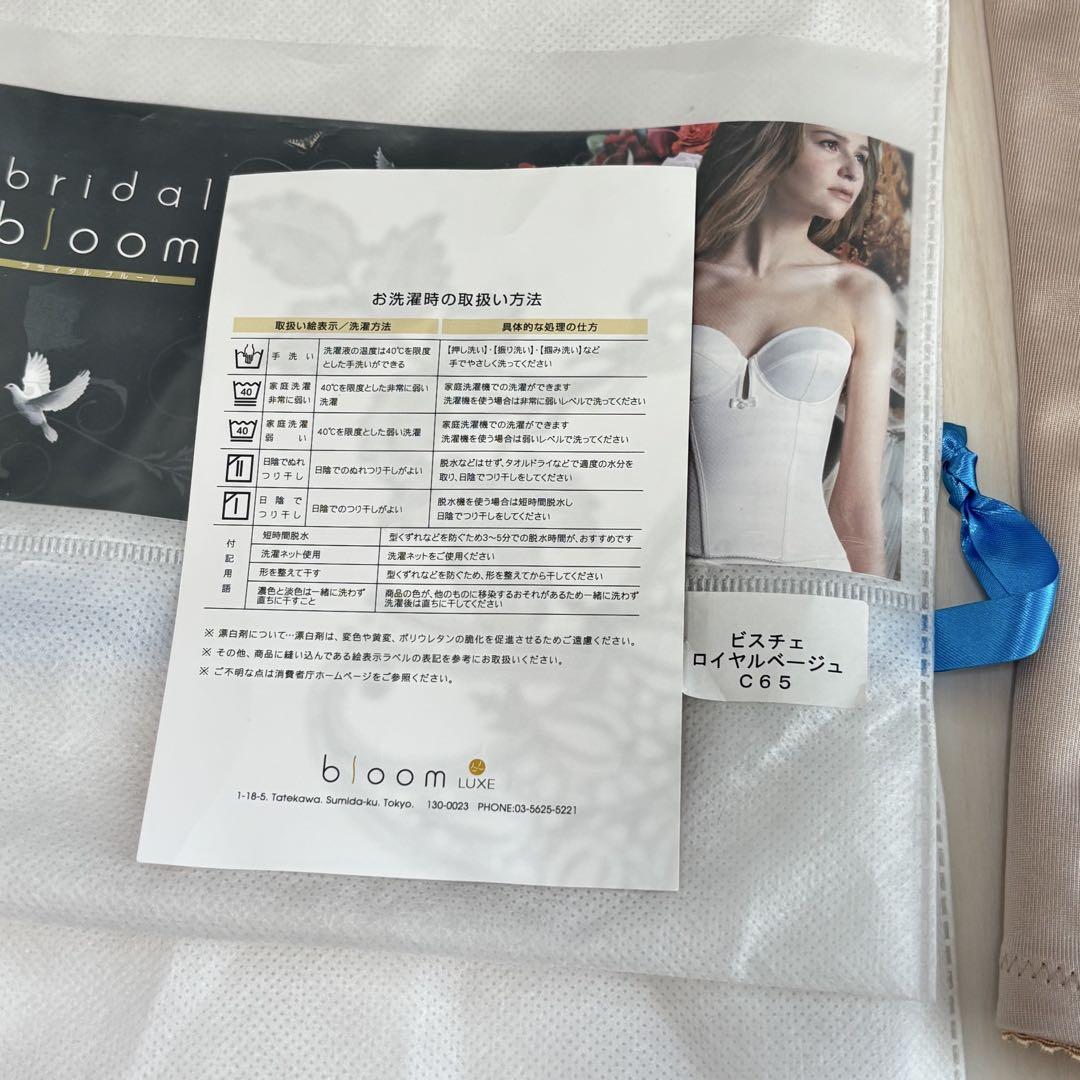 bridal
bloom
ブライダル ブルーム
お洗濯時の取扱い方法
取扱い絵表示/洗濯方法
具体的な処理の仕方
手洗い
洗濯液の温度は40℃を限度
とした手洗いができる
【押し洗い】・【振り洗い】・【掴み洗い】など
手でやさしく洗ってください
40
家庭洗濯
非常に弱い
40℃を限度とした非常に弱い
洗濯
家庭洗濯機での洗濯ができます
洗濯機を使う場合は非常に弱いレベルで洗ってください
40
家庭洗濯
弱い
40℃を限度とした弱い洗濯
家庭洗濯機での洗濯ができます
洗濯機を使う場合は弱いレベルで洗ってください
日陰でぬれ
つり干し
日陰でのぬれつり干しがよい
脱水などはせず、タオルドライなどで適度の水分を
取り、日陰でつり干しをしてください
日陰で
つり干し
日陰でのつり干しがよい
脱水機を使う場合は短時間脱水し
日陰でつり干しをしてください
付記用語
短時間脱水
型くずれなどを防ぐため3〜5分での脱水時間が、おすすめです
洗濯ネット使用
洗濯ネットをご使用ください
形を整えて干す
型くずれなどを防ぐため、形を整えてから干してください
濃色と淡色は一緒に洗わず
直ちに干すこと
商品の色が、他のものに移染するおそれがあるため一緒に洗わず
洗濯後は直ちに干してください
※ 漂白剤について…漂白剤は、変色や黄変、ポリウレタンの脆化を促進させるためご遠慮ください。
※ その他、商品に縫い込んである絵表示ラベルの表記を参考にお取扱いください。
※ ご不明な点は消費者庁ホームページをご参照ください。
bloom LUXE
1-18-5. Tatekawa. Sumida-ku. Tokyo. 130-0023 PHONE:03-5625-5221
ビスチェ
ロイヤルベージュ
C65